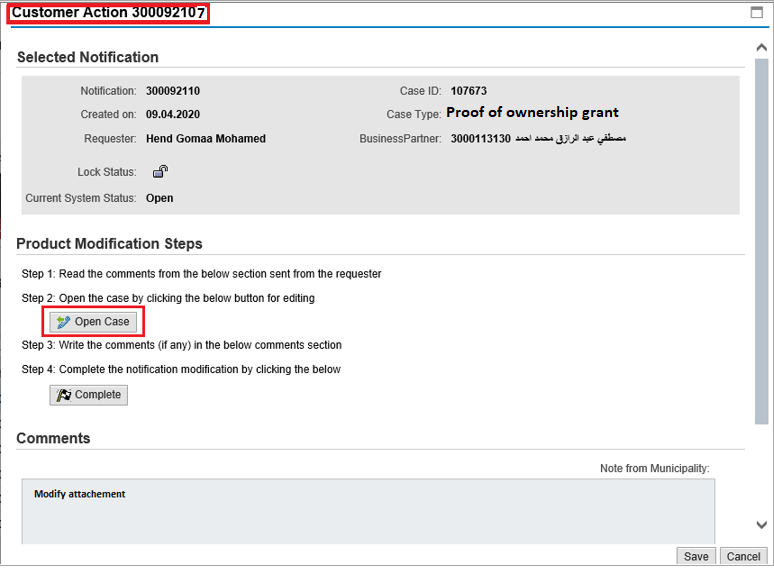 Customer Action 300092107
Selected Notification
Notification: 300092110 Case ID: 107673
Created on: 09.04.2020 Case Type: Proof of ownership grant
Requester: Hend Gomaa Mohamed BusinessPartner: 3000113130 مصطفي عبد الرازق محمد احمد
Lock Status:
Current System Status: Open
Product Modification Steps
Step 1: Read the comments from the below section sent from the requester
Step 2: Open the case by clicking the below button for editing
Open Case
Step 3: Write the comments (if any) in the below comments section
Step 4: Complete the notification modification by clicking the below
Complete
Comments
Note from Municipality:
Modify attachement
Save Cancel